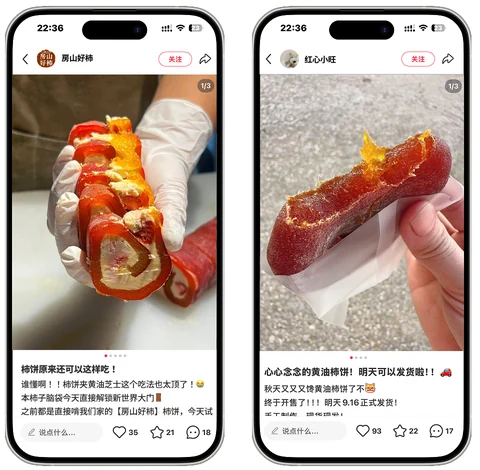 22:36
房山好柿
关注
1/3
柿饼原来还可以这样吃！
谁懂啊！！柿饼夹黄油芝士这个吃法也太顶了！😂
本柿子脑袋今天直接解锁新世界大门🚪
之前都是直接啃我们家的【房山好柿】柿饼，今天试
说点什么...
35
21
18
22:36
红心小旺
关注
1/3
心心念念的黄油柿饼！明天可以发货啦！！🚗
秋天又又又馋黄油柿饼了不🐱
终于开售了！！！明天 9.16 正式发货！
说点什么...
93
22
17